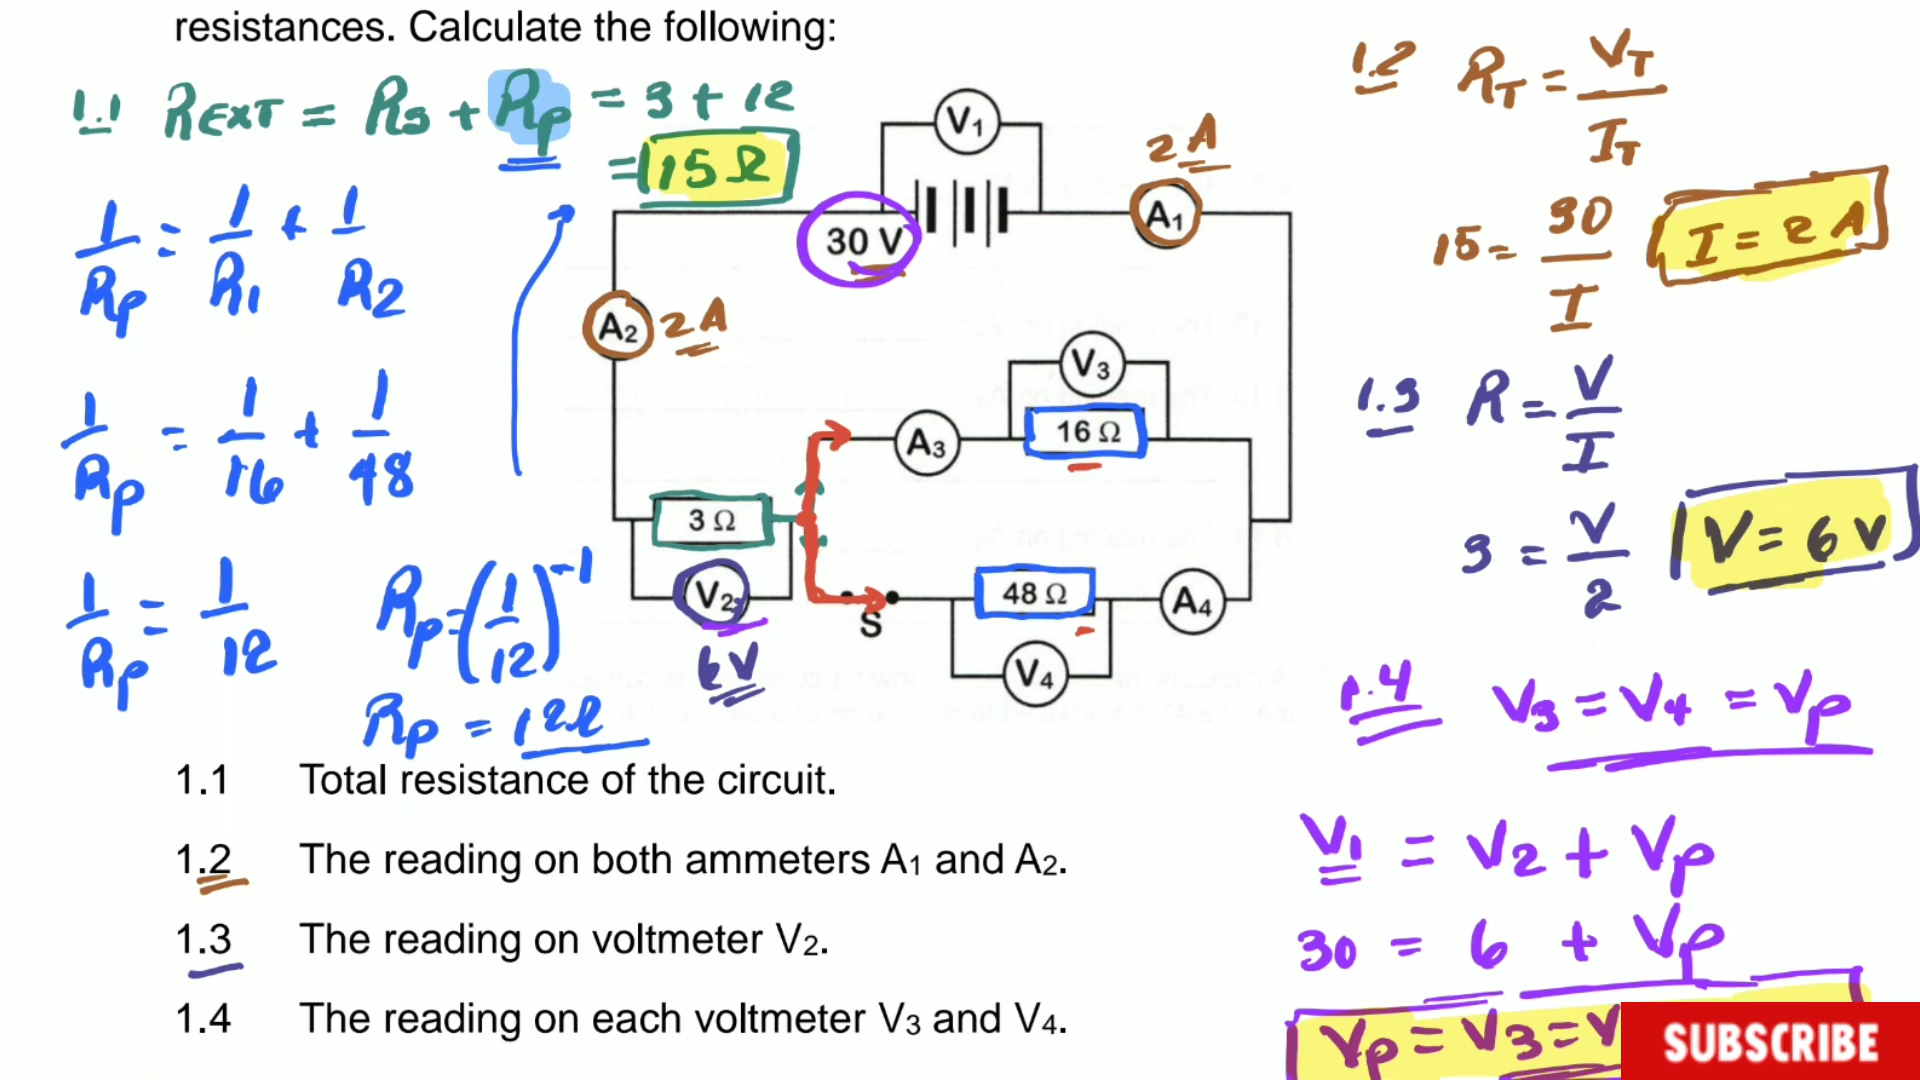 resistances. Calculate the following:
1.1 REXT = Rs + Rp = 3 + 12
= 15 Ω
1/Rp = 1/R1 + 1/R2
1/Rp = 1/16 + 1/48
1/Rp = 1/12 Rp = (1/12)^-1
Rp = 12Ω
V1
30 V
A1
2A
A2
2A
V3
A3
16 Ω
3 Ω
V2
6V
S
48 Ω
A4
V4
1.2 RT = VT/IT
15 = 30/I I = 2 A
1.3 R = V/I
3 = V/2 V = 6 V
1.4 V3 = V4 = Vp
V1 = V2 + Vp
30 = 6 + Vp
Vp = V3 = V
1.1 Total resistance of the circuit.
1.2 The reading on both ammeters A1 and A2.
1.3 The reading on voltmeter V2.
1.4 The reading on each voltmeter V3 and V4.
SUBSCRIBE